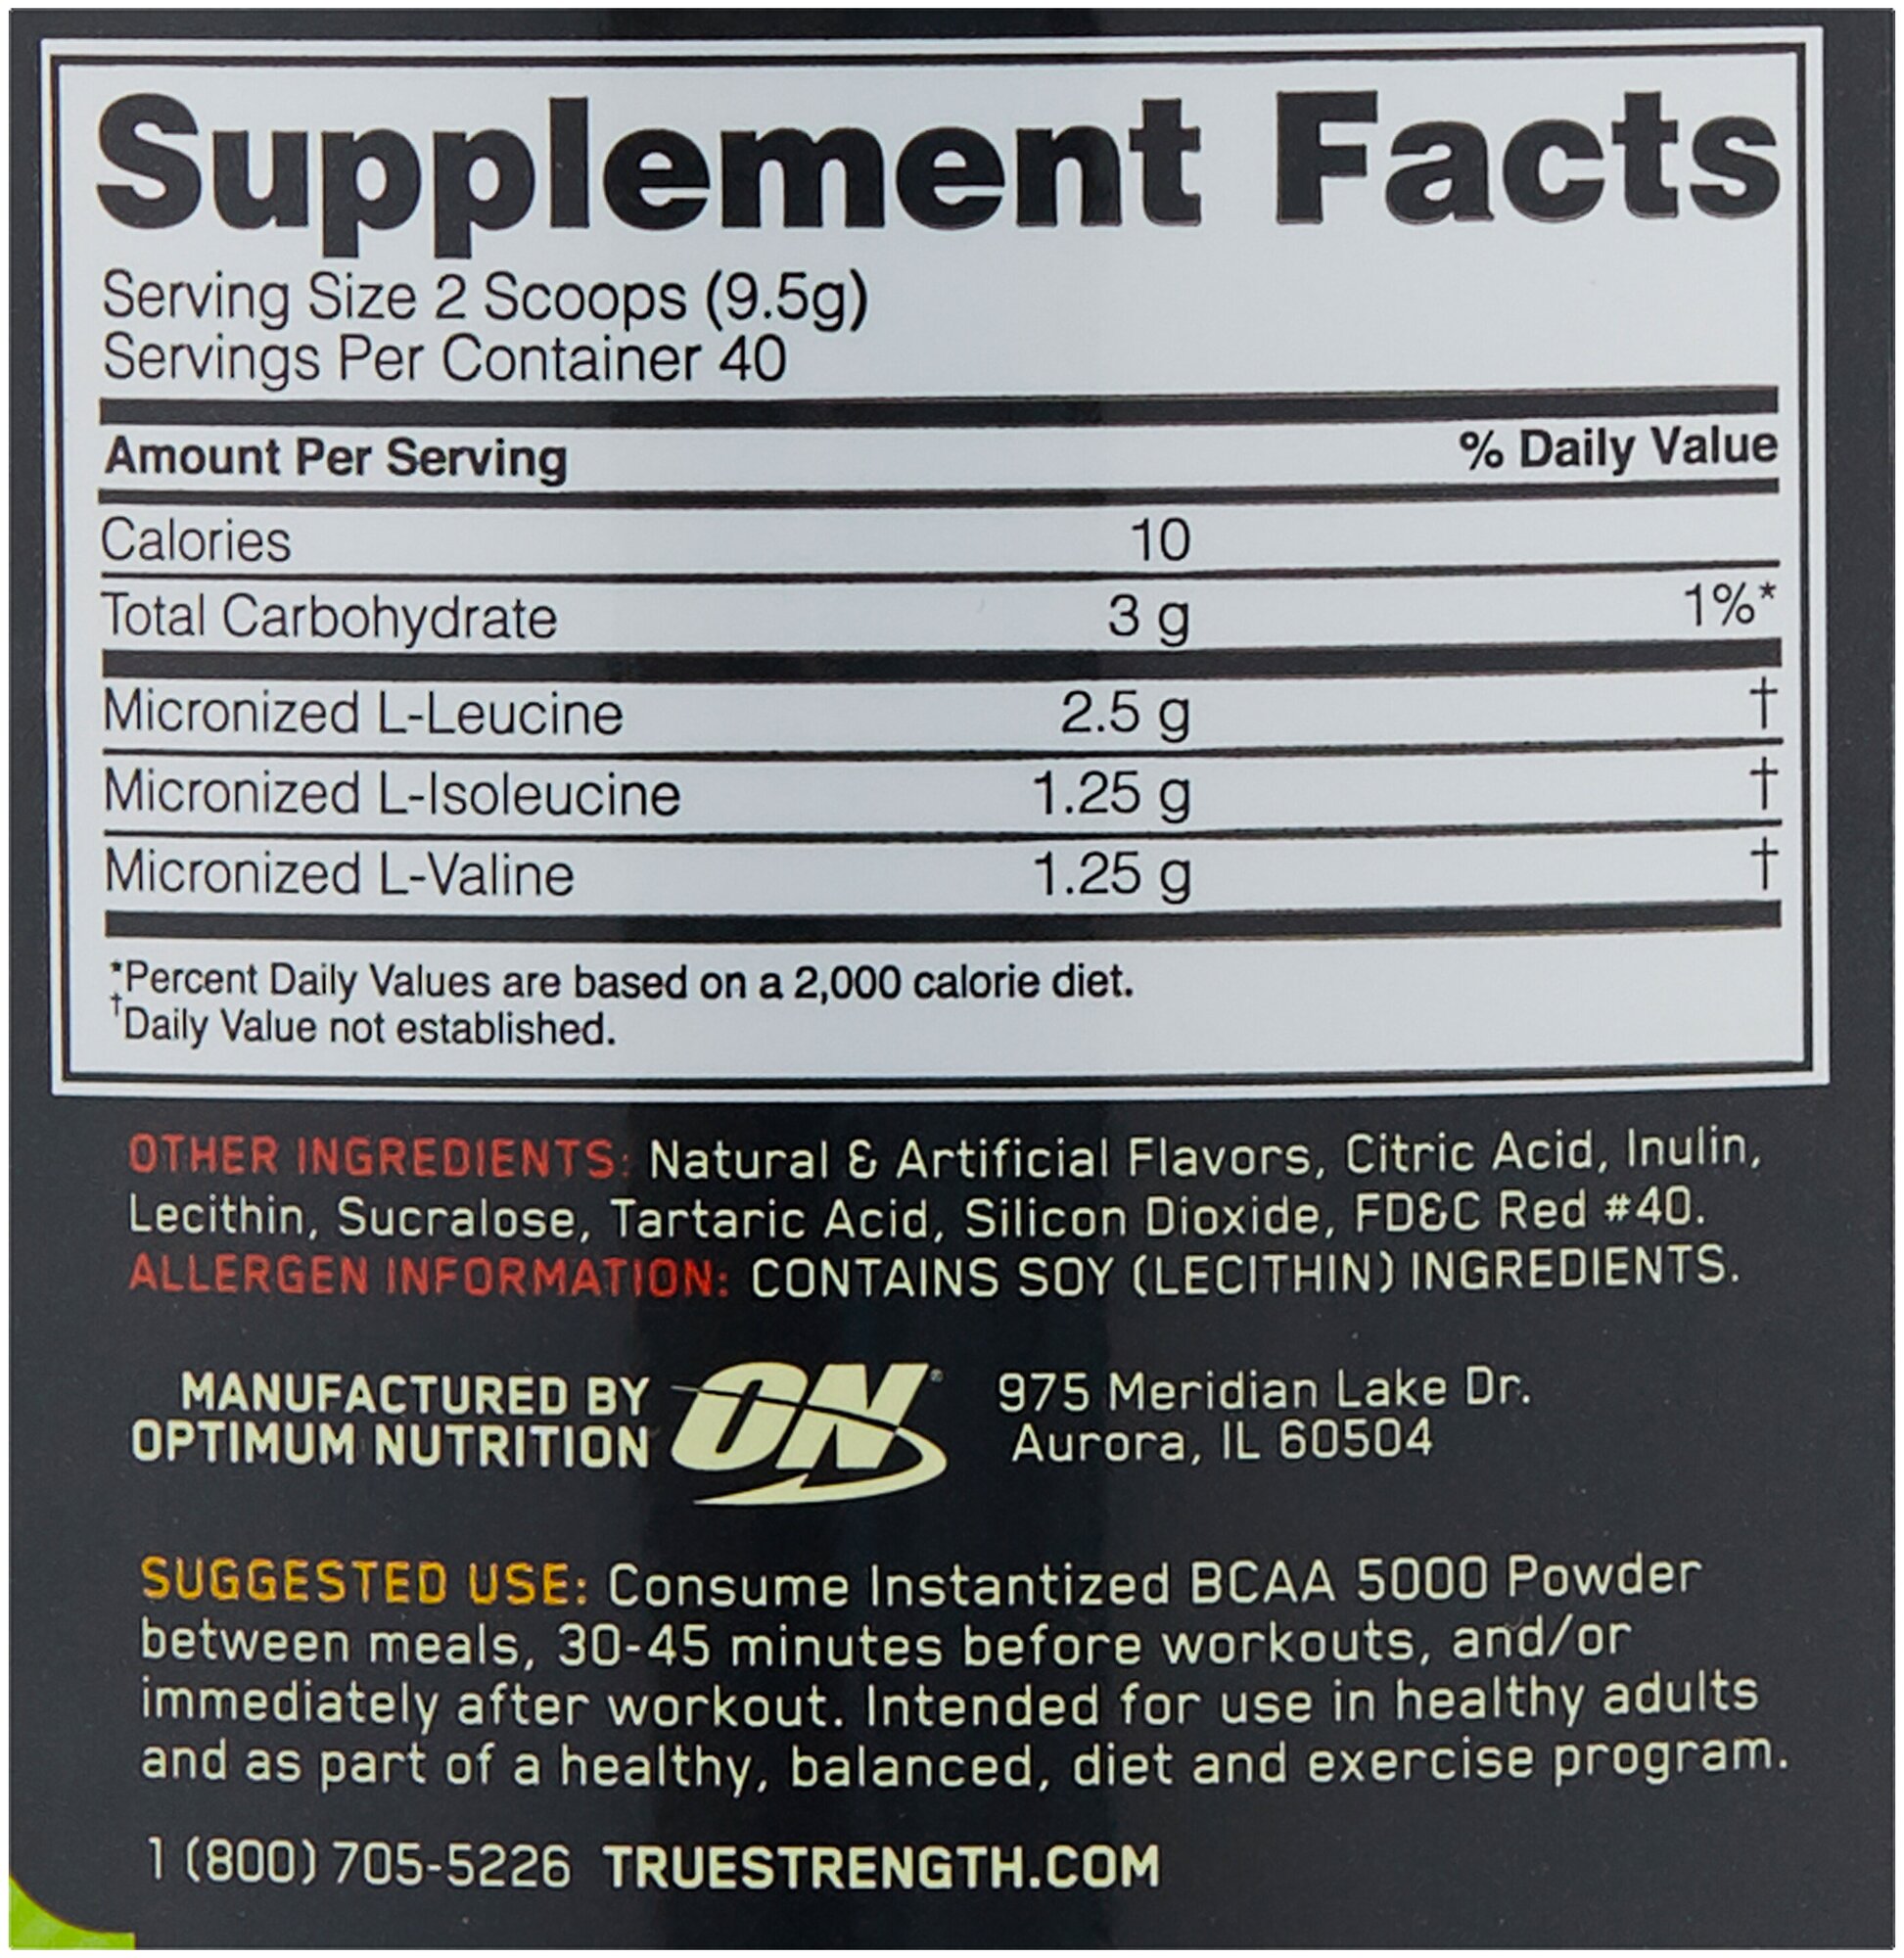 Supplement Facts
Serving Size 2 Scoops (9.5g)
Servings Per Container 40
Amount Per Serving % Daily Value
Calories 10
Total Carbohydrate 3 g 1%*
Micronized L-Leucine 2.5 g †
Micronized L-Isoleucine 1.25 g †
Micronized L-Valine 1.25 g †
*Percent Daily Values are based on a 2,000 calorie diet.
†Daily Value not established.
OTHER INGREDIENTS: Natural & Artificial Flavors, Citric Acid, Inulin,
Lecithin, Sucralose, Tartaric Acid, Silicon Dioxide, FD&C Red #40.
ALLERGEN INFORMATION: CONTAINS SOY (LECITHIN) INGREDIENTS.
MANUFACTURED BY
OPTIMUM NUTRITION
ON®
975 Meridian Lake Dr.
Aurora, IL 60504
SUGGESTED USE: Consume Instantized BCAA 5000 Powder
between meals, 30-45 minutes before workouts, and/or
immediately after workout. Intended for use in healthy adults
and as part of a healthy, balanced, diet and exercise program.
1 (800) 705-5226 TRUESTRENGTH.COM